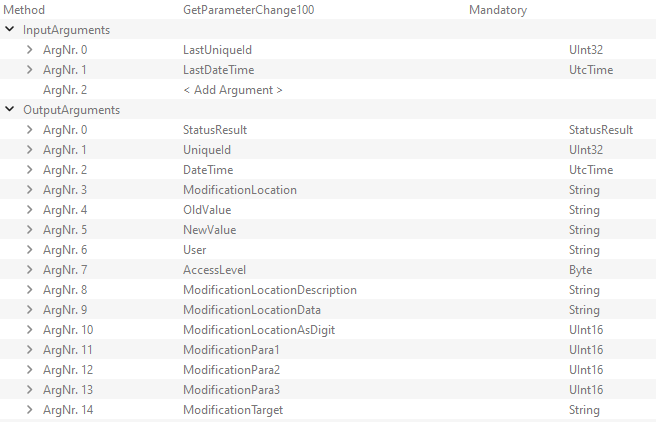 Method GetParameterChange100 Mandatory
InputArguments
ArgNr. 0 LastUniqueId UInt32
ArgNr. 1 LastDateTime UtcTime
ArgNr. 2 < Add Argument >
OutputArguments
ArgNr. 0 StatusResult StatusResult
ArgNr. 1 UniqueId UInt32
ArgNr. 2 DateTime UtcTime
ArgNr. 3 ModificationLocation String
ArgNr. 4 OldValue String
ArgNr. 5 NewValue String
ArgNr. 6 User String
ArgNr. 7 AccessLevel Byte
ArgNr. 8 ModificationLocationDescription String
ArgNr. 9 ModificationLocationData String
ArgNr. 10 ModificationLocationAsDigit UInt16
ArgNr. 11 ModificationPara1 UInt16
ArgNr. 12 ModificationPara2 UInt16
ArgNr. 13 ModificationPara3 UInt16
ArgNr. 14 ModificationTarget String